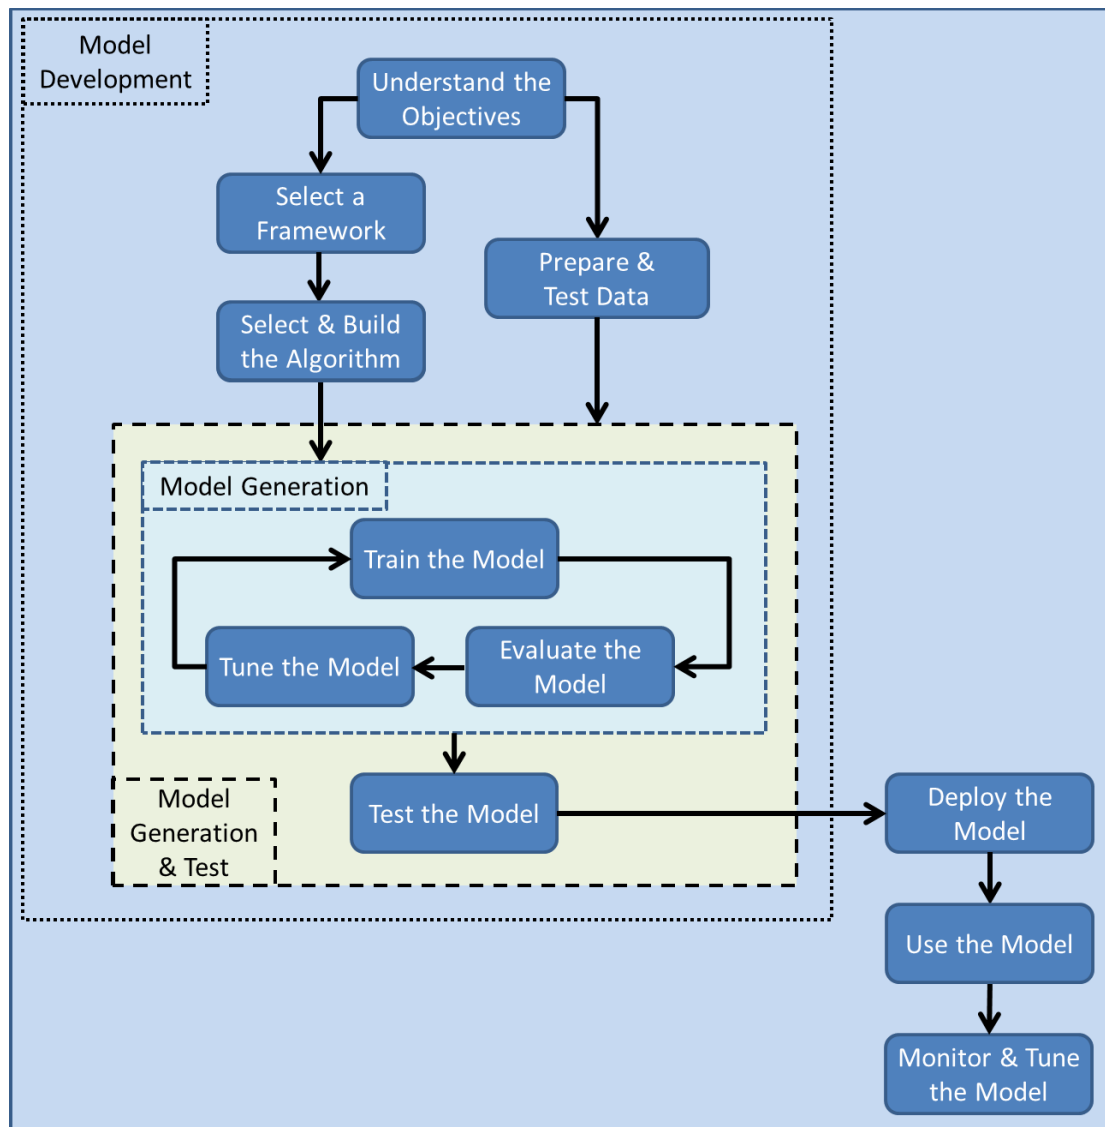 Model
Development
Understand the
Objectives
Select a
Framework
Prepare &
Test Data
Select & Build
the Algorithm
Model Generation
Train the Model
Tune the Model
Evaluate the
Model
Model
Generation
& Test
Test the Model
Deploy the
Model
Use the Model
Monitor & Tune
the Model